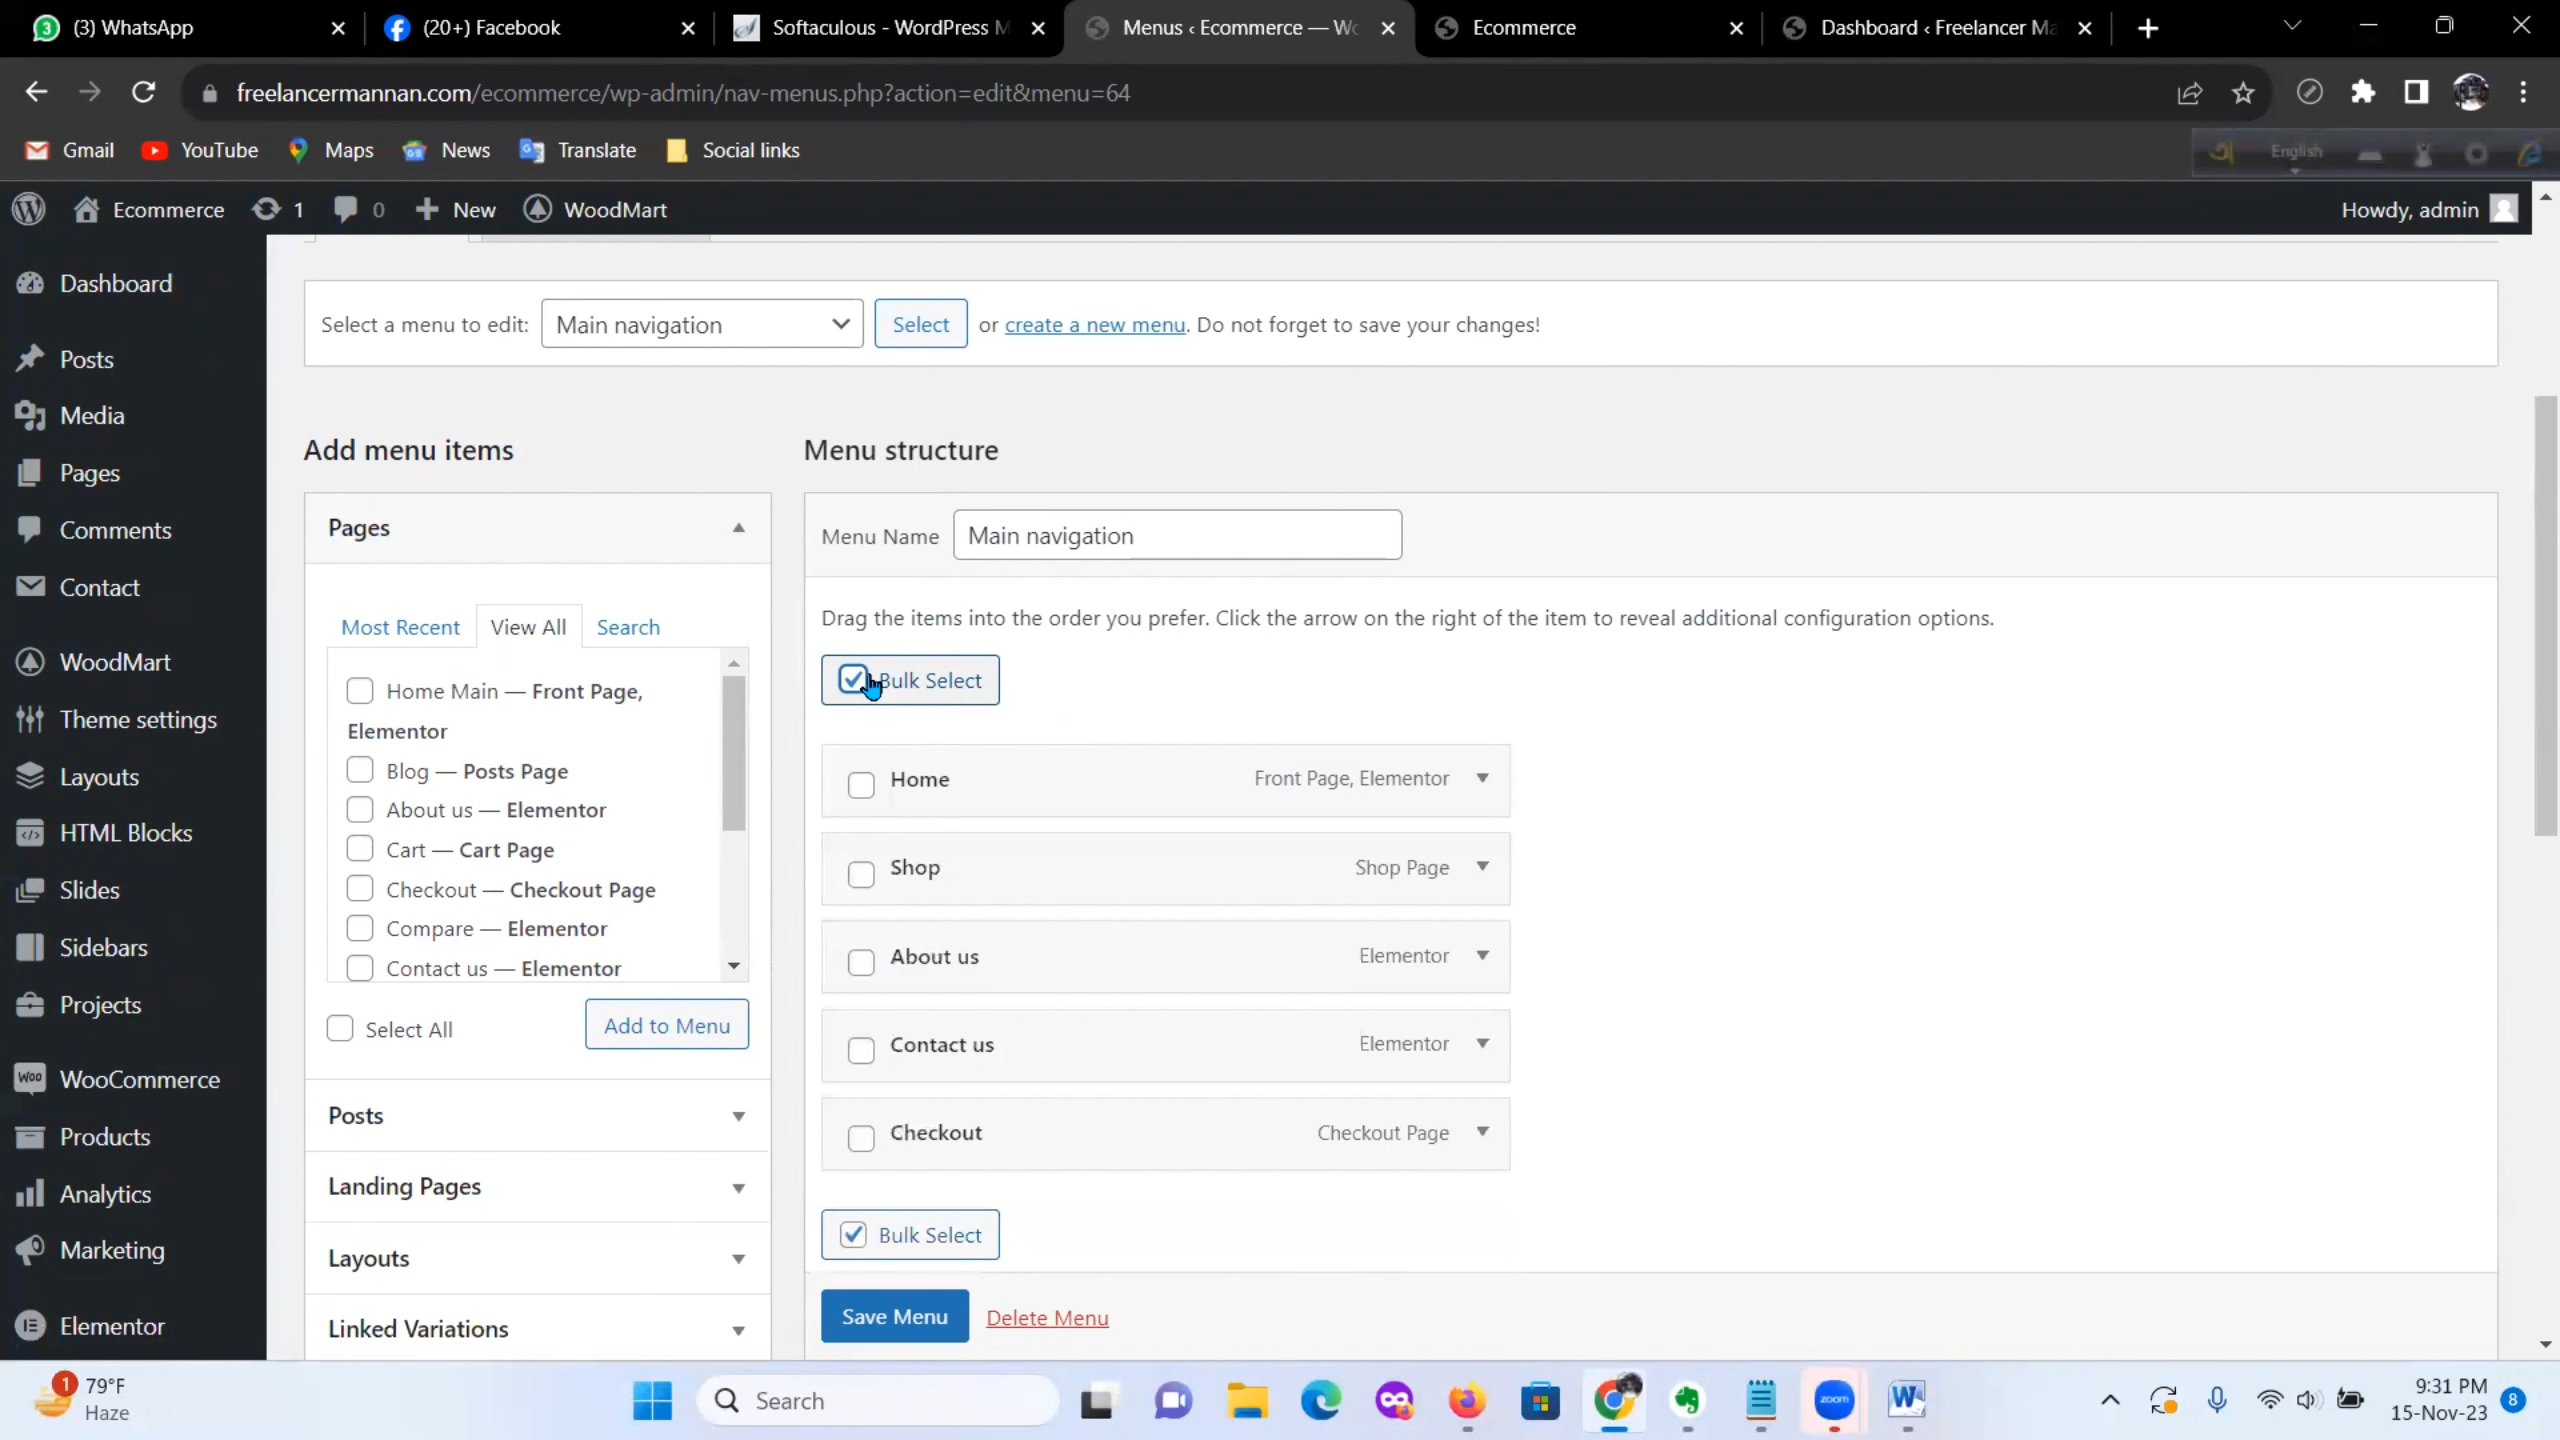 (3) WhatsApp
(20+) Facebook
Softaculous - WordPress M
Menus ‹ Ecommerce — Wo
Ecommerce
Dashboard ‹ Freelancer Ma
freelancermannan.com/ecommerce/wp-admin/nav-menus.php?action=edit&menu=64
Gmail
YouTube
Maps
News
Translate
Social links
English
Ecommerce
1
0
New
WoodMart
Howdy, admin
Dashboard
Posts
Media
Pages
Comments
Contact
WoodMart
Theme settings
Layouts
HTML Blocks
Slides
Sidebars
Projects
WooCommerce
Products
Analytics
Marketing
Elementor
Select a menu to edit: Main navigation Select or create a new menu. Do not forget to save your changes!
Add menu items
Pages
Most Recent View All Search
Home Main — Front Page,
Elementor
Blog — Posts Page
About us — Elementor
Cart — Cart Page
Checkout — Checkout Page
Compare — Elementor
Contact us — Elementor
Select All
Add to Menu
Posts
Landing Pages
Layouts
Linked Variations
Menu structure
Menu Name Main navigation
Drag the items into the order you prefer. Click the arrow on the right of the item to reveal additional configuration options.
Bulk Select
Home Front Page, Elementor
Shop Shop Page
About us Elementor
Contact us Elementor
Checkout Checkout Page
Bulk Select
Save Menu Delete Menu
1
79°F
Haze
Search
zoom
9:31 PM
15-Nov-23
8